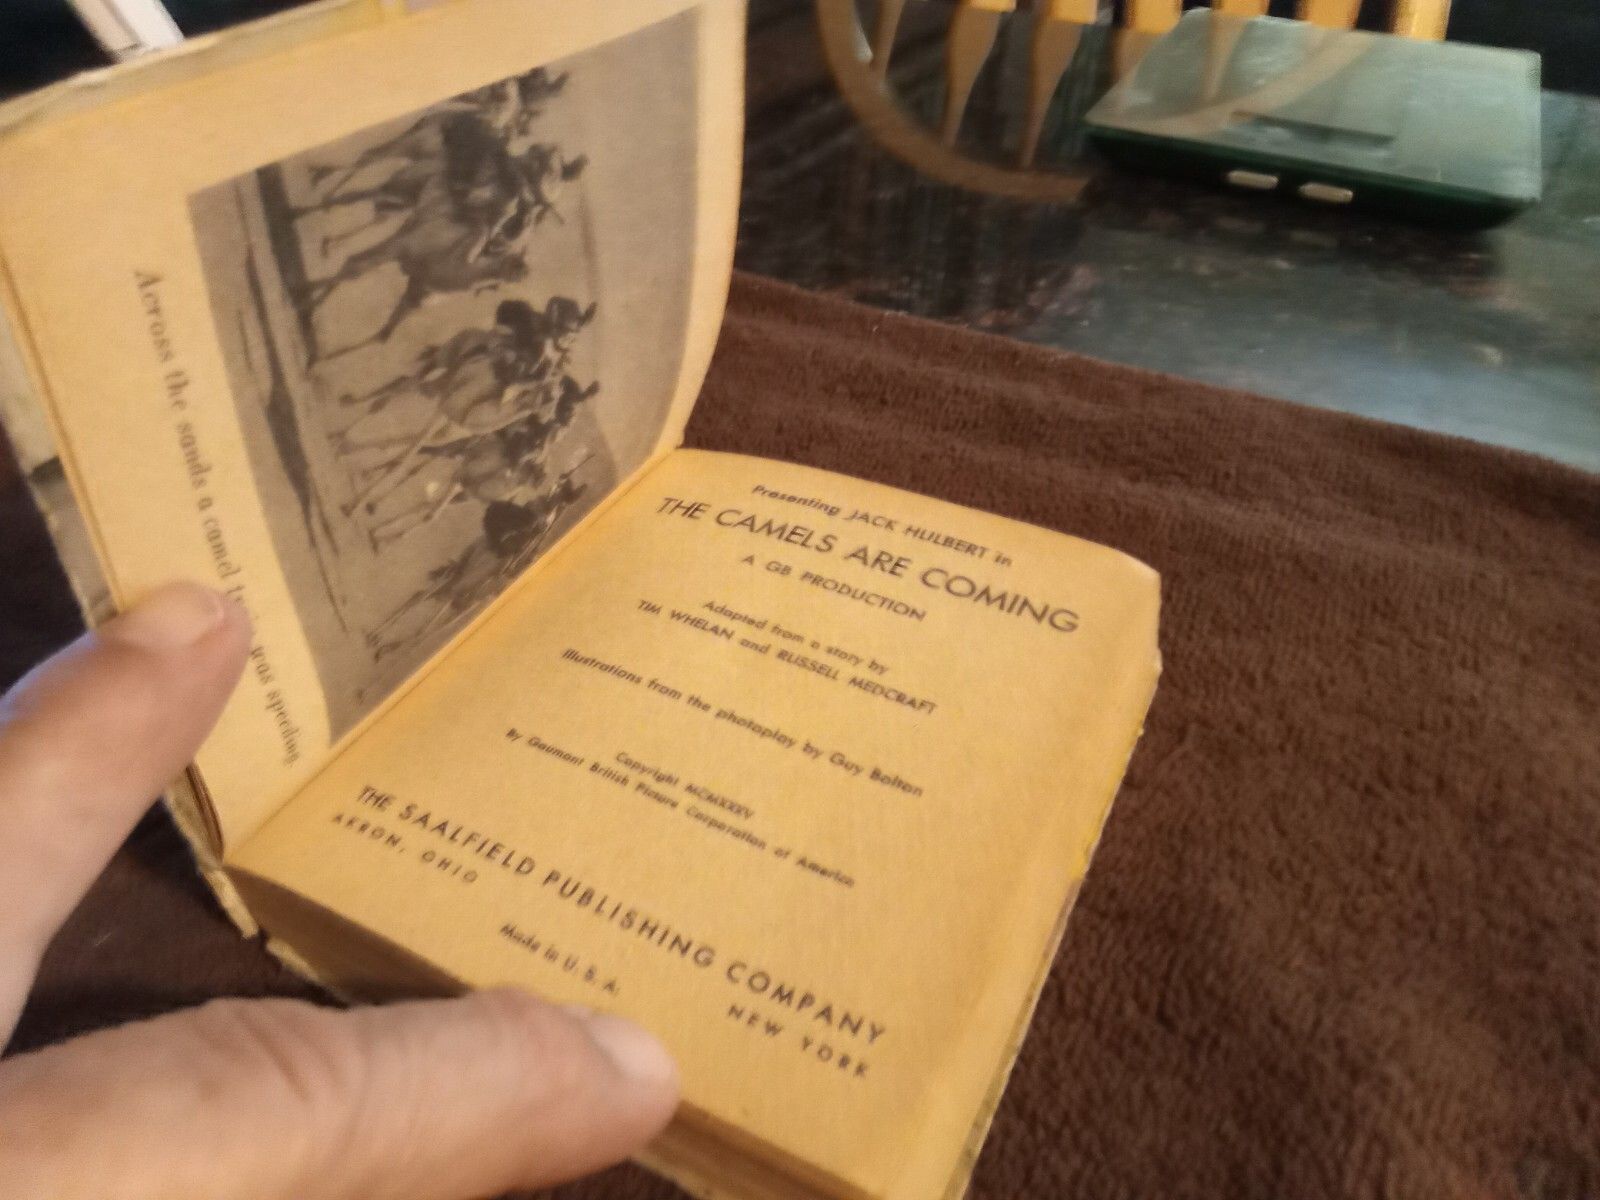 Across the sands a camel train was speeding
Presenting JACK HULBERT in
THE CAMELS ARE COMING
A GB PRODUCTION
Adapted from a story by
TIM WHELAN and RUSSELL MEDCRAFT
Illustrations from the photoplay by Guy Bolton
Copyright MCMXXXV
By Gaumont British Picture Corporation of America
THE SAALFIELD PUBLISHING COMPANY
AKRON, OHIO
NEW YORK
Made in U. S. A.